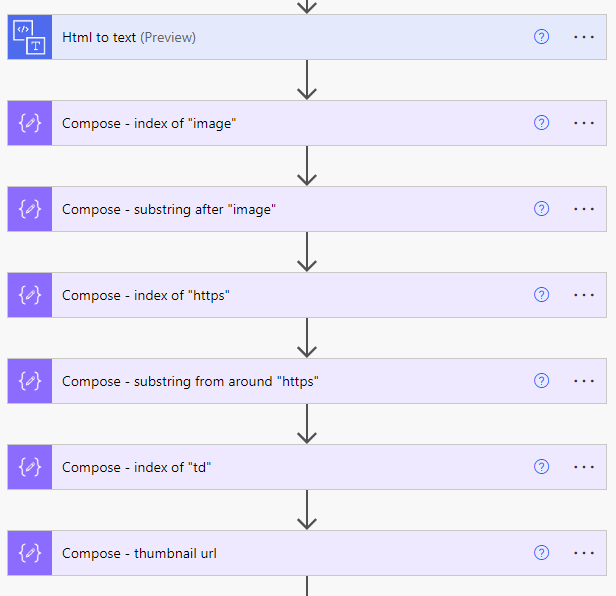 Html to text (Preview)
Compose - index of "image"
Compose - substring after "image"
Compose - index of "https"
Compose - substring from around "https"
Compose - index of "td"
Compose - thumbnail url